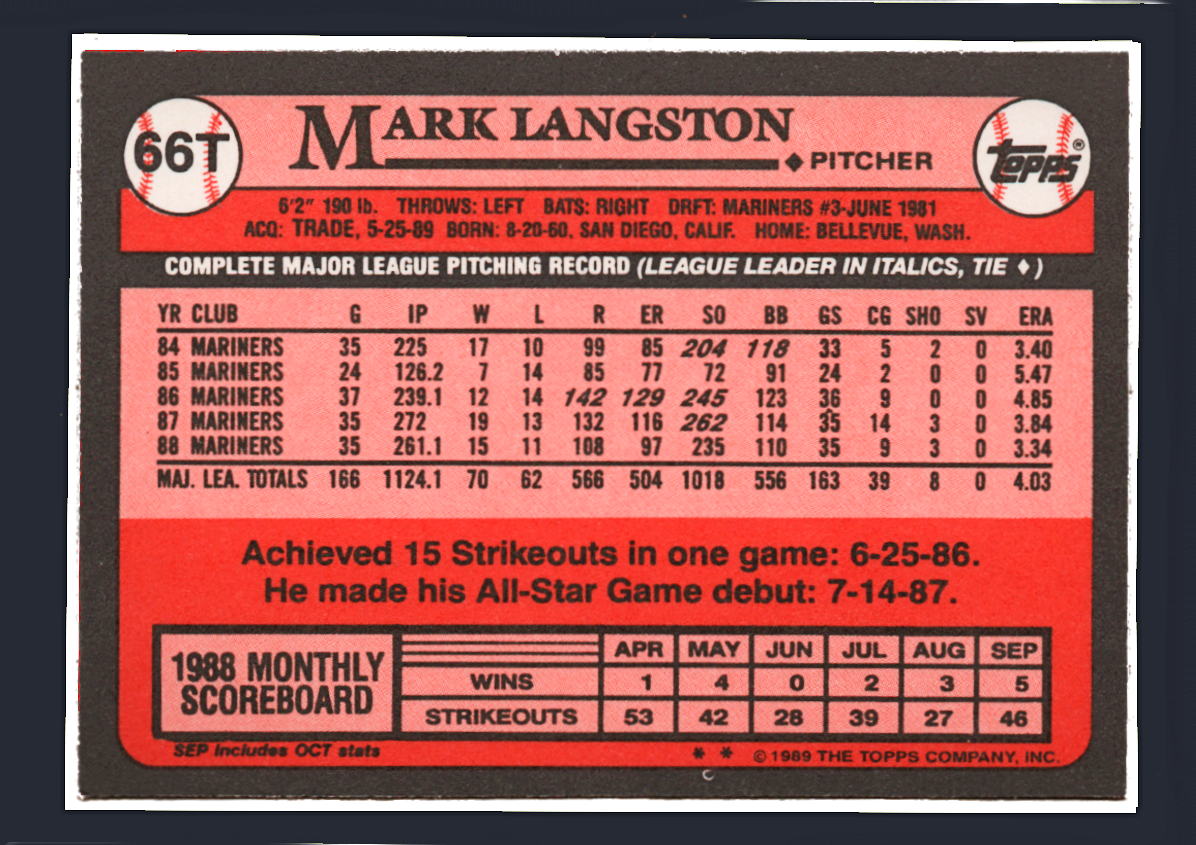 66T
MARK LANGSTON
◆ PITCHER
TOPPS®
6'2" 190 lb. THROWS: LEFT BATS: RIGHT DRFT: MARINERS #3-JUNE 1981
ACQ: TRADE, 5-25-89 BORN: 8-20-60, SAN DIEGO, CALIF. HOME: BELLEVUE, WASH.
COMPLETE MAJOR LEAGUE PITCHING RECORD (LEAGUE LEADER IN ITALICS, TIE ♦)
YR CLUB G IP W L R ER SO BB GS CG SHO SV ERA
84 MARINERS 35 225 17 10 99 85 204 118 33 5 2 0 3.40
85 MARINERS 24 126.2 7 14 85 77 72 91 24 2 0 0 5.47
86 MARINERS 37 239.1 12 14 142 129 245 123 36 9 0 0 4.85
87 MARINERS 35 272 19 13 132 116 262 114 35 14 3 0 3.84
88 MARINERS 35 261.1 15 11 108 97 235 110 35 9 3 0 3.34
MAJ. LEA. TOTALS 166 1124.1 70 62 566 504 1018 556 163 39 8 0 4.03
Achieved 15 Strikeouts in one game: 6-25-86.
He made his All-Star Game debut: 7-14-87.
1988 MONTHLY
SCOREBOARD
APR MAY JUN JUL AUG SEP
WINS 1 4 0 2 3 5
STRIKEOUTS 53 42 28 39 27 46
SEP includes OCT stats
* * © 1989 THE TOPPS COMPANY, INC.